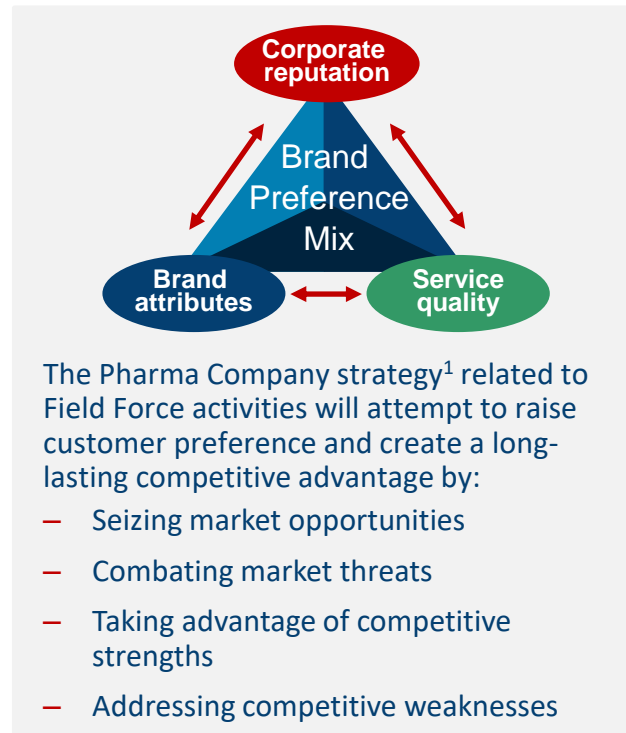 Corporate
reputation
Brand
Preference
Mix
Brand
attributes
Service
quality
The Pharma Company strategy¹ related to
Field Force activities will attempt to raise
customer preference and create a long-
lasting competitive advantage by:
– Seizing market opportunities
– Combating market threats
– Taking advantage of competitive
strengths
– Addressing competitive weaknesses